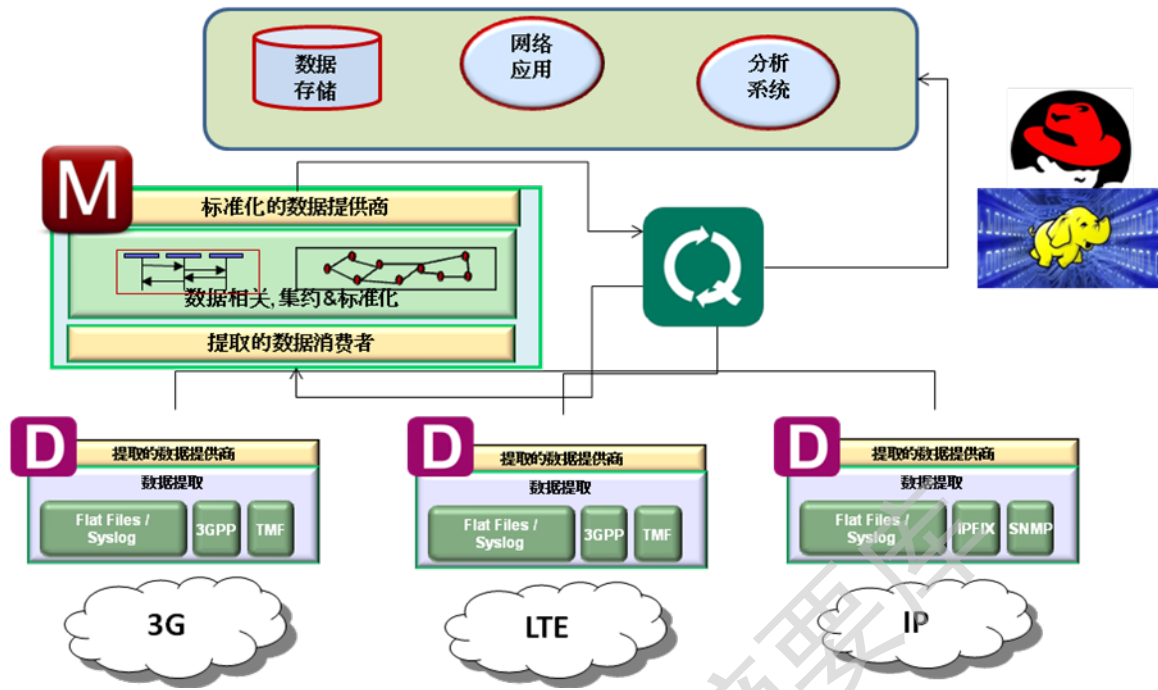 数据
存储
网络
应用
分析
系统
M
标准化的数据提供商
数据相关,集约&标准化
提取的数据消费者
Q
D
提取的数据提供商
数据提取
Flat Files /
Syslog
3GPP
TMF
3G
D
提取的数据提供商
数据提取
Flat Files /
Syslog
3GPP
TMF
LTE
D
提取的数据提供商
数据提取
Flat Files /
Syslog
IPFIX
SNMP
IP
要库